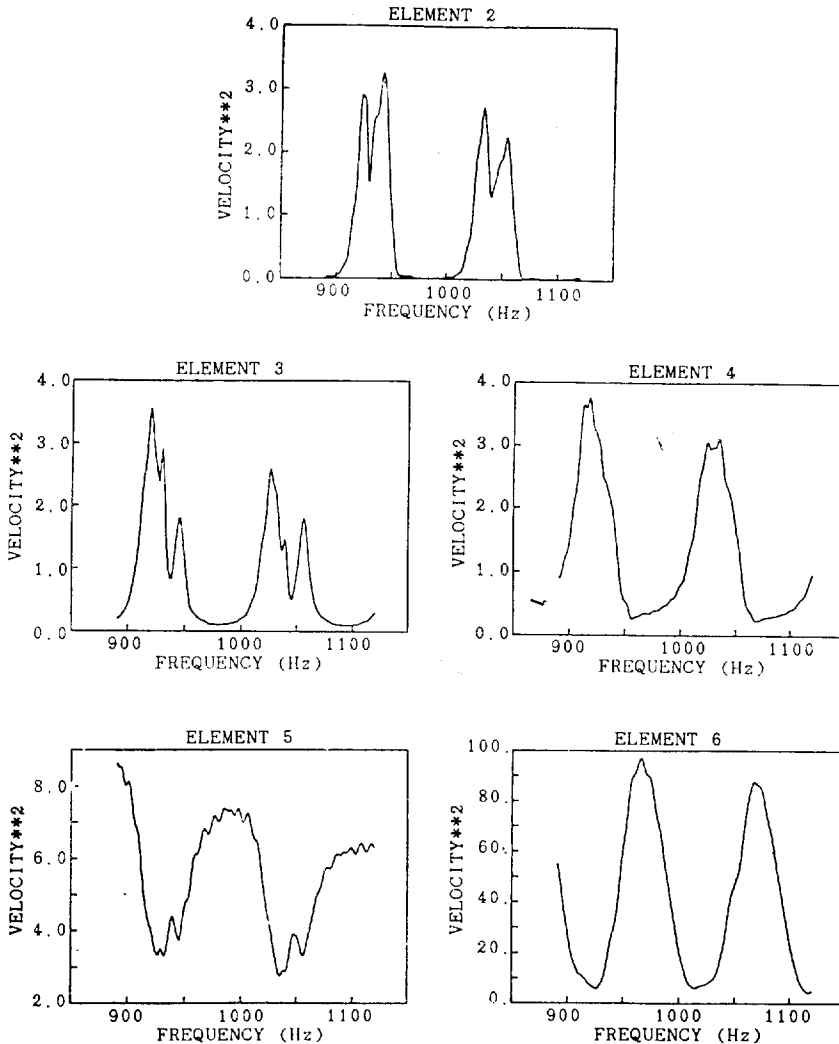 ELEMENT 2
4.0
3.0
2.0
1.0
0.0
VELOCITY**2
900 1000 1100
FREQUENCY (Hz)
ELEMENT 3
4.0
3.0
2.0
1.0
0.0
VELOCITY**2
900 1000 1100
FREQUENCY (Hz)
ELEMENT 4
4.0
3.0
2.0
1.0
0.0
VELOCITY**2
900 1000 1100
FREQUENCY (Hz)
ELEMENT 5
8.0
6.0
4.0
2.0
VELOCITY**2
900 1000 1100
FREQUENCY (Hz)
ELEMENT 6
100.
80.
60.
40.
20.
0.
VELOCITY**2
900 1000 1100
FREQUENCY (Hz)